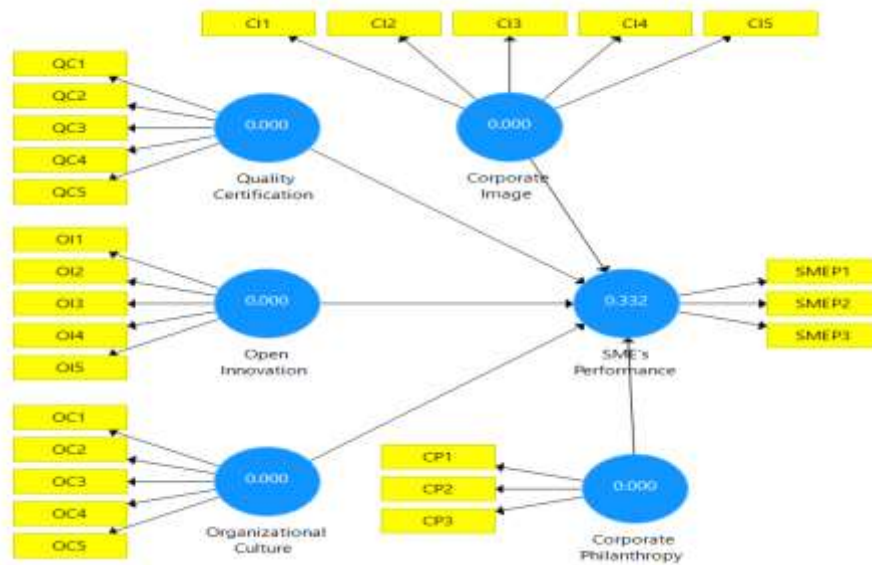 CI1
CI2
CI3
CI4
CI5
QC1
QC2
QC3
QC4
QC5
0.000
Quality
Certification
0.000
Corporate
Image
OI1
OI2
OI3
OI4
OI5
0.000
Open
Innovation
0.332
SME's
Performance
SMEP1
SMEP2
SMEP3
OC1
OC2
OC3
OC4
OC5
0.000
Organizational
Culture
CP1
CP2
CP3
0.000
Corporate
Philanthropy